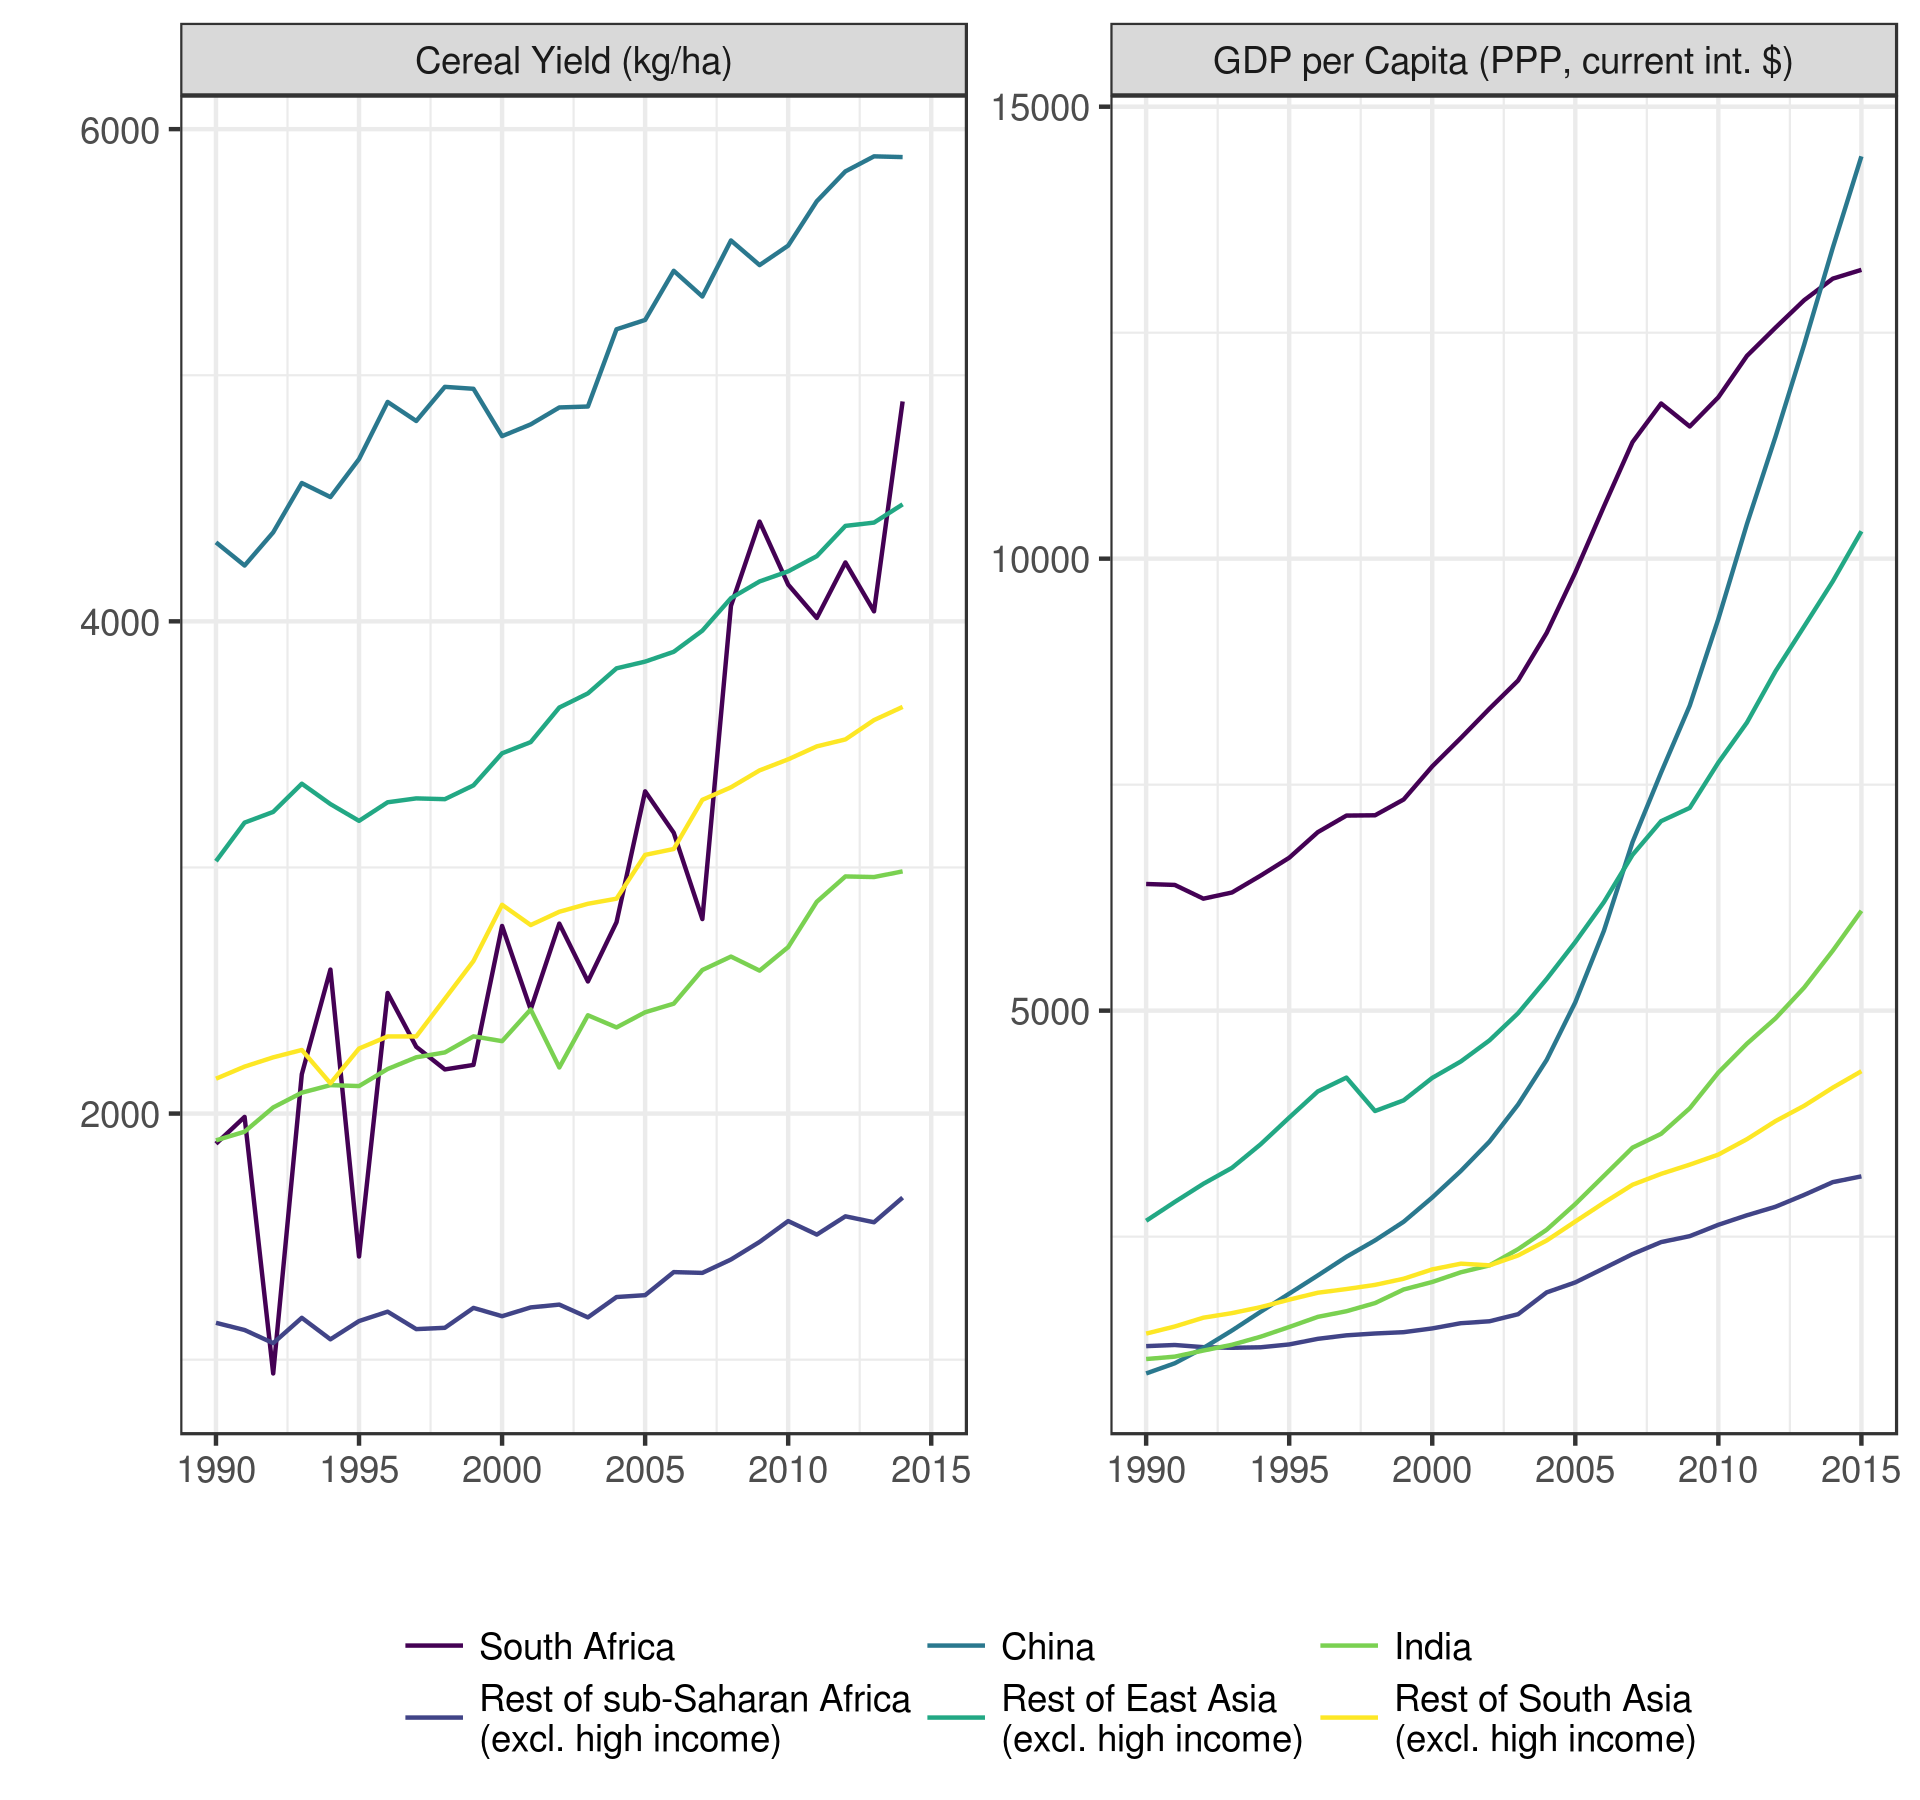 Cereal Yield (kg/ha)
GDP per Capita (PPP, current int. $)
6000
4000
2000
1990 1995 2000 2005 2010 2015
15000
10000
5000
1990 1995 2000 2005 2010 2015
South Africa
China
India
Rest of sub-Saharan Africa
(excl. high income)
Rest of East Asia
(excl. high income)
Rest of South Asia
(excl. high income)